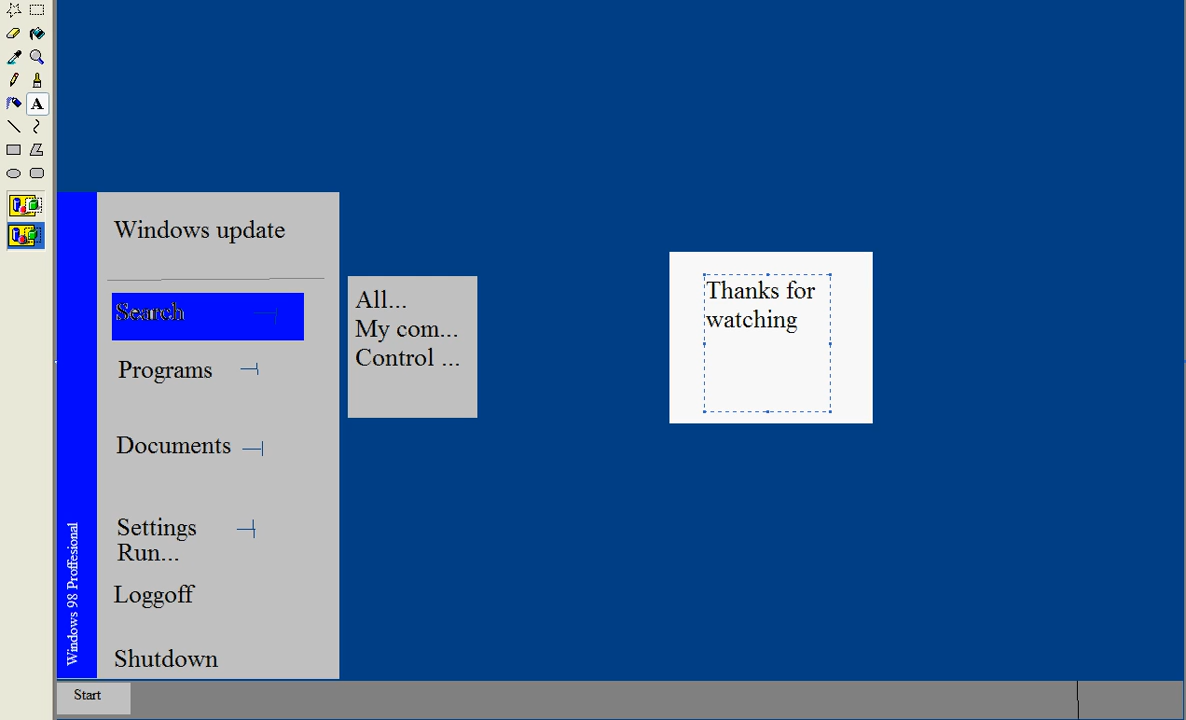 Windows update
Search
Programs
Documents
Settings
Run...
Loggoff
Shutdown
Windows 98 Proffesional
All...
My com...
Control ...
Thanks for
watching
Start
A